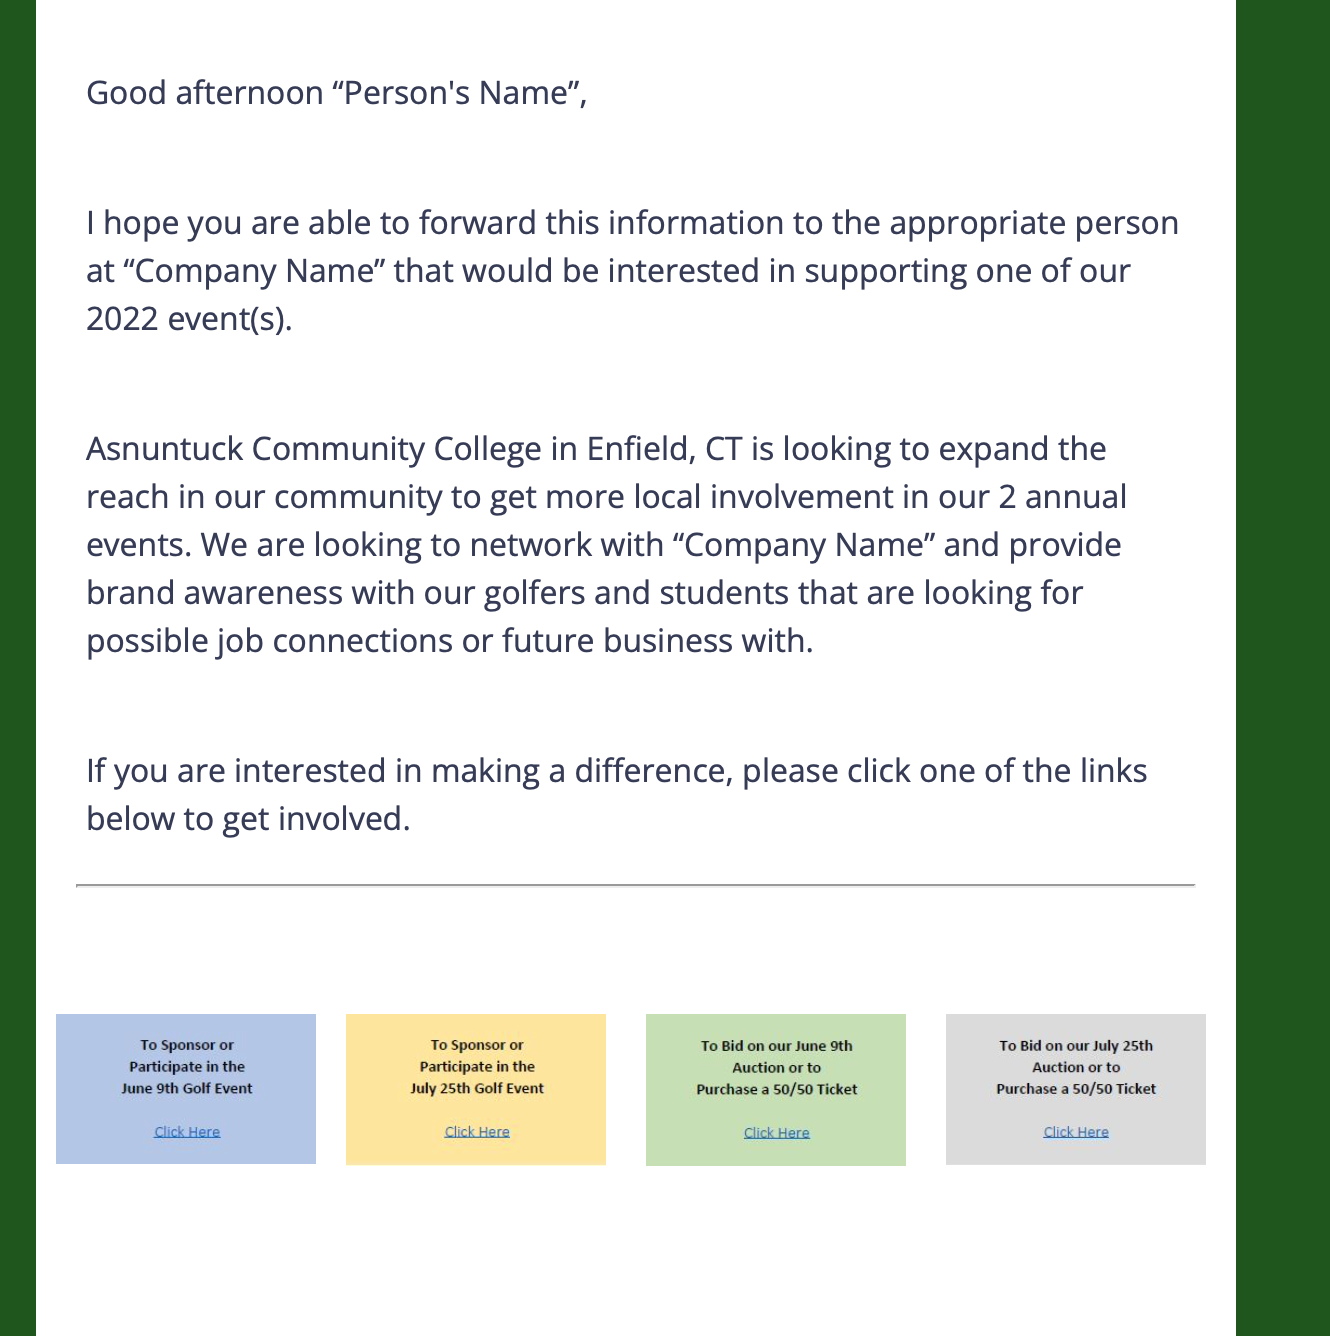 Good afternoon “Person's Name”,
I hope you are able to forward this information to the appropriate person
at “Company Name” that would be interested in supporting one of our
2022 event(s).
Asnuntuck Community College in Enfield, CT is looking to expand the
reach in our community to get more local involvement in our 2 annual
events. We are looking to network with “Company Name” and provide
brand awareness with our golfers and students that are looking for
possible job connections or future business with.
If you are interested in making a difference, please click one of the links
below to get involved.
To Sponsor or
Participate in the
June 9th Golf Event
Click Here
To Sponsor or
Participate in the
July 25th Golf Event
Click Here
To Bid on our June 9th
Auction or to
Purchase a 50/50 Ticket
Click Here
To Bid on our July 25th
Auction or to
Purchase a 50/50 Ticket
Click Here